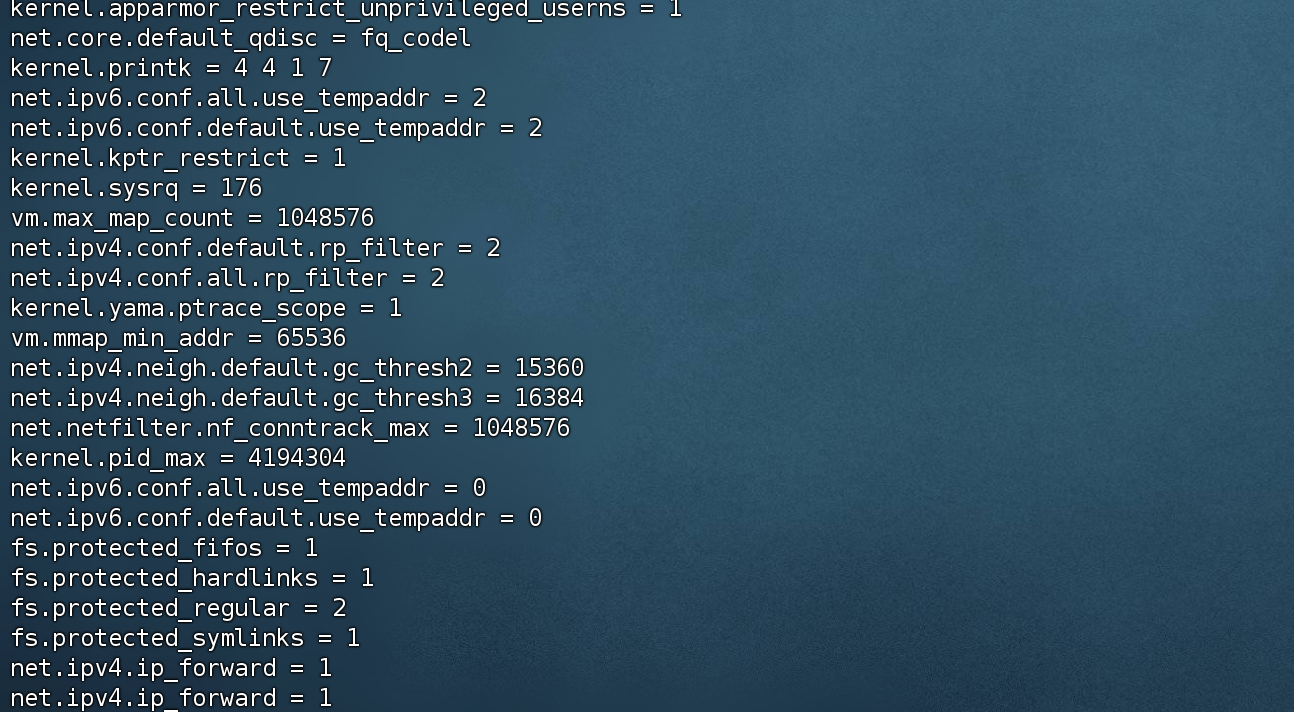 kernel.apparmor_restrict_unprivileged_userns = 1
net.core.default_qdisc = fq_codel
kernel.printk = 4 4 1 7
net.ipv6.conf.all.use_tempaddr = 2
net.ipv6.conf.default.use_tempaddr = 2
kernel.kptr_restrict = 1
kernel.sysrq = 176
vm.max_map_count = 1048576
net.ipv4.conf.default.rp_filter = 2
net.ipv4.conf.all.rp_filter = 2
kernel.yama.ptrace_scope = 1
vm.mmap_min_addr = 65536
net.ipv4.neigh.default.gc_thresh2 = 15360
net.ipv4.neigh.default.gc_thresh3 = 16384
net.netfilter.nf_conntrack_max = 1048576
kernel.pid_max = 4194304
net.ipv6.conf.all.use_tempaddr = 0
net.ipv6.conf.default.use_tempaddr = 0
fs.protected_fifos = 1
fs.protected_hardlinks = 1
fs.protected_regular = 2
fs.protected_symlinks = 1
net.ipv4.ip_forward = 1
net.ipv4.ip_forward = 1